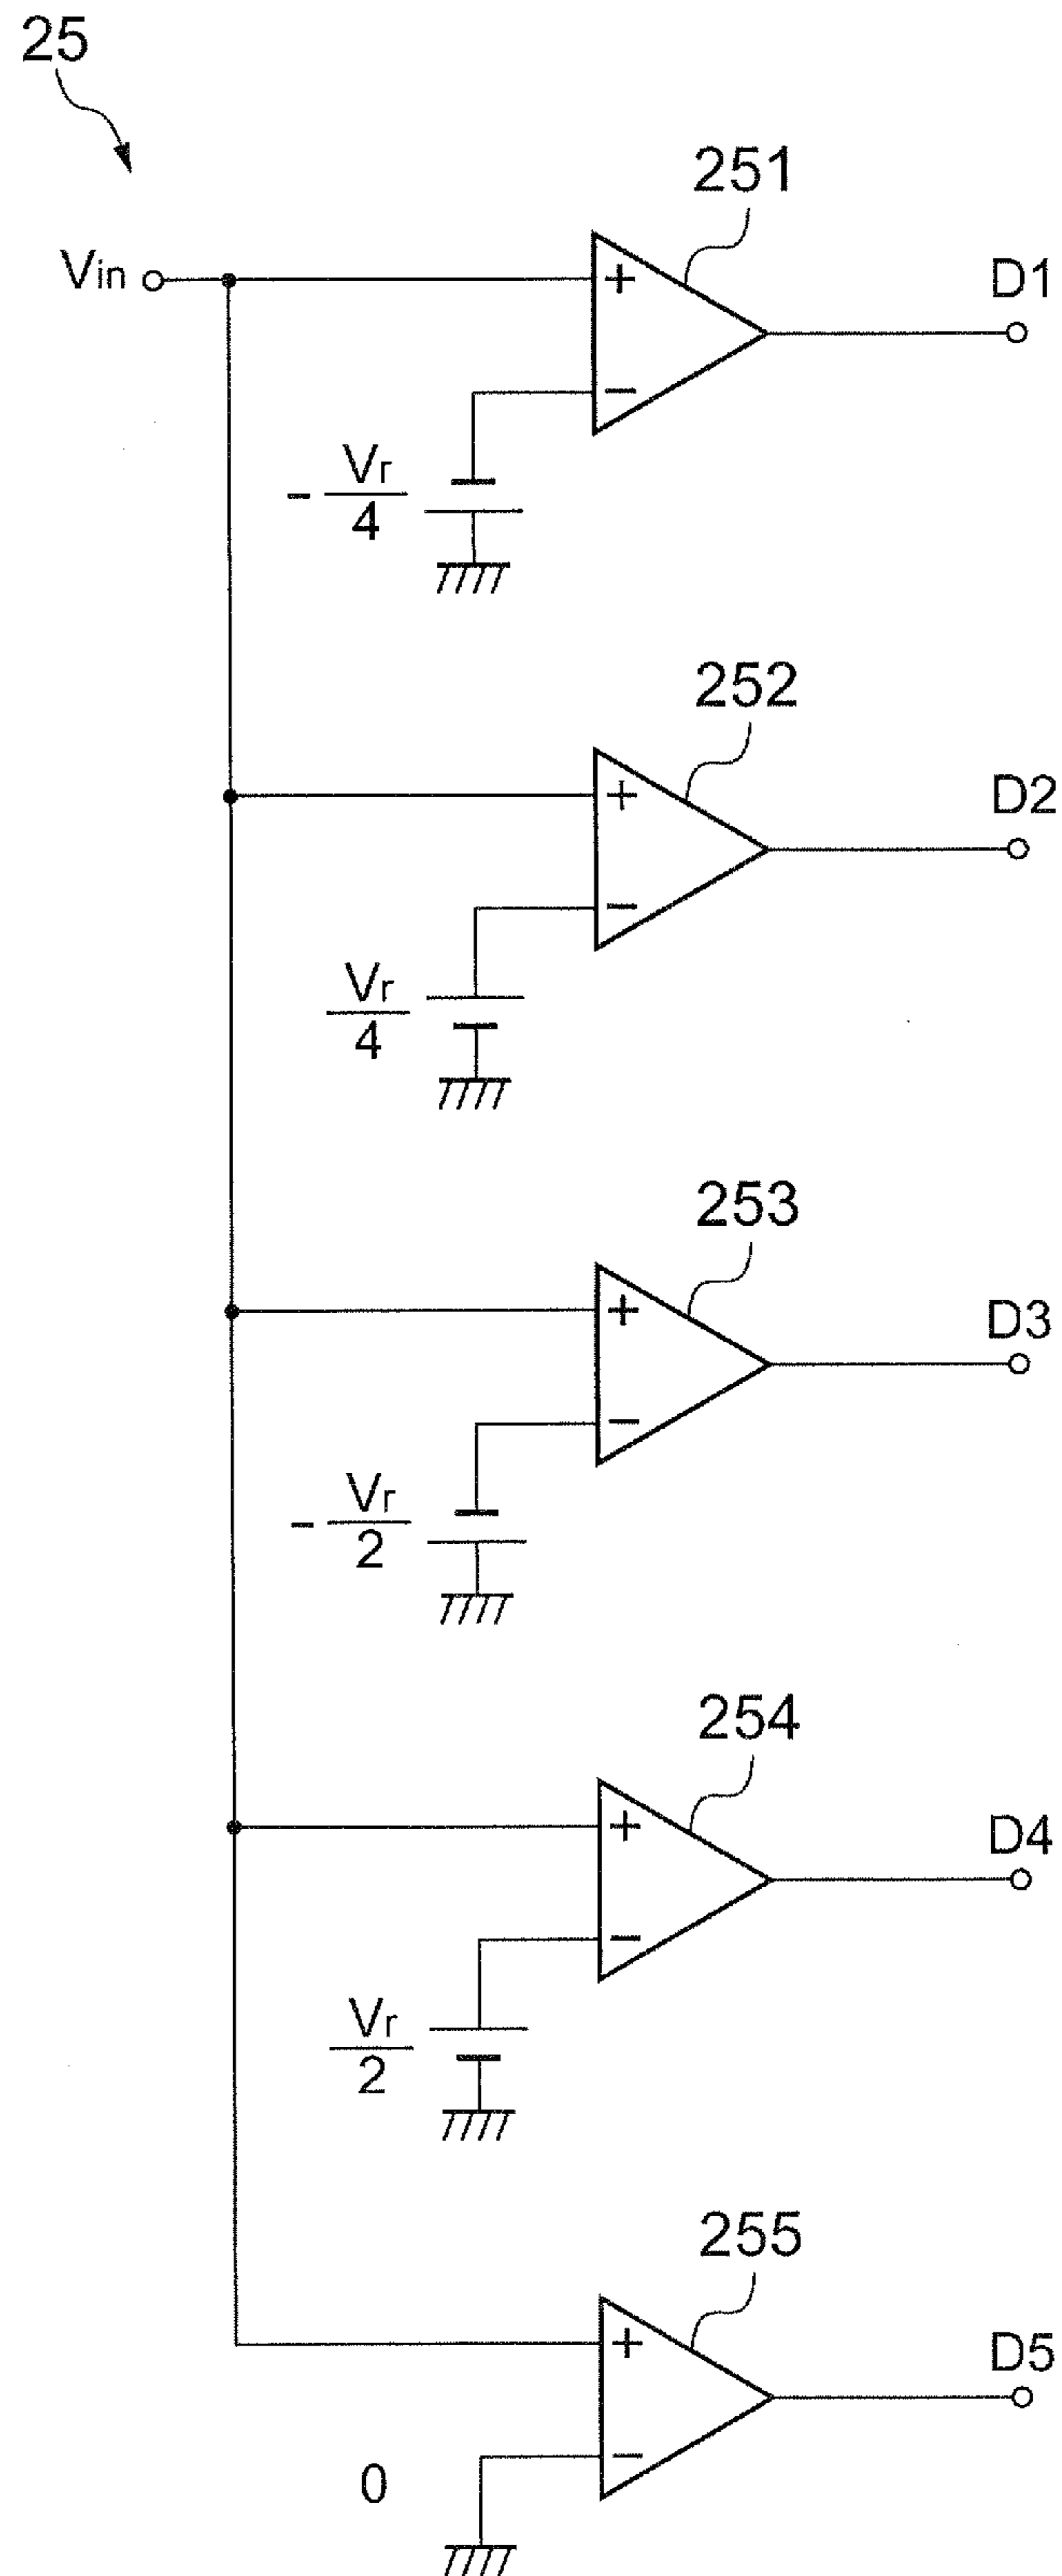 25
251
Vin
+
D1
−
- Vr/4
252
+
D2
−
Vr/4
253
+
D3
−
- Vr/2
254
+
D4
−
Vr/2
255
+
D5
−
0